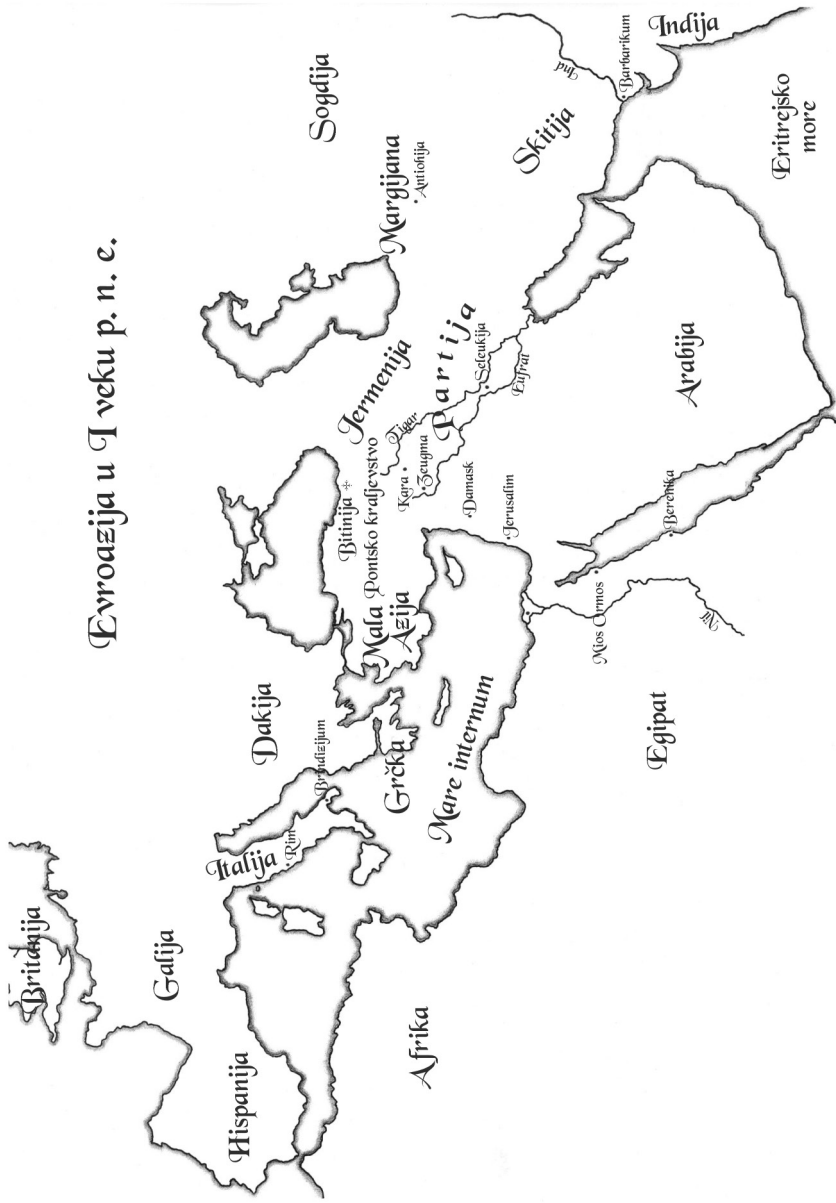 Evroazija u I veku p. n. e.
Britanija
Galija
Hispanija
Dakija
Italija
Rim
Brindizijum
Grčka
Mala
Azija
Bitinija
Pontsko kraljevstvo
Jermenija
Margijana
Antiohija
Sogdija
Skitija
Ind
Barbarikum
Indija
Kara
Zeugma
Tigar
Partija
Seleukija
Eufrat
Damask
Jerusalim
Mare internum
Afrika
Egipat
Mios Ormos
Nil
Berenika
Arabija
Eritrejsko
more